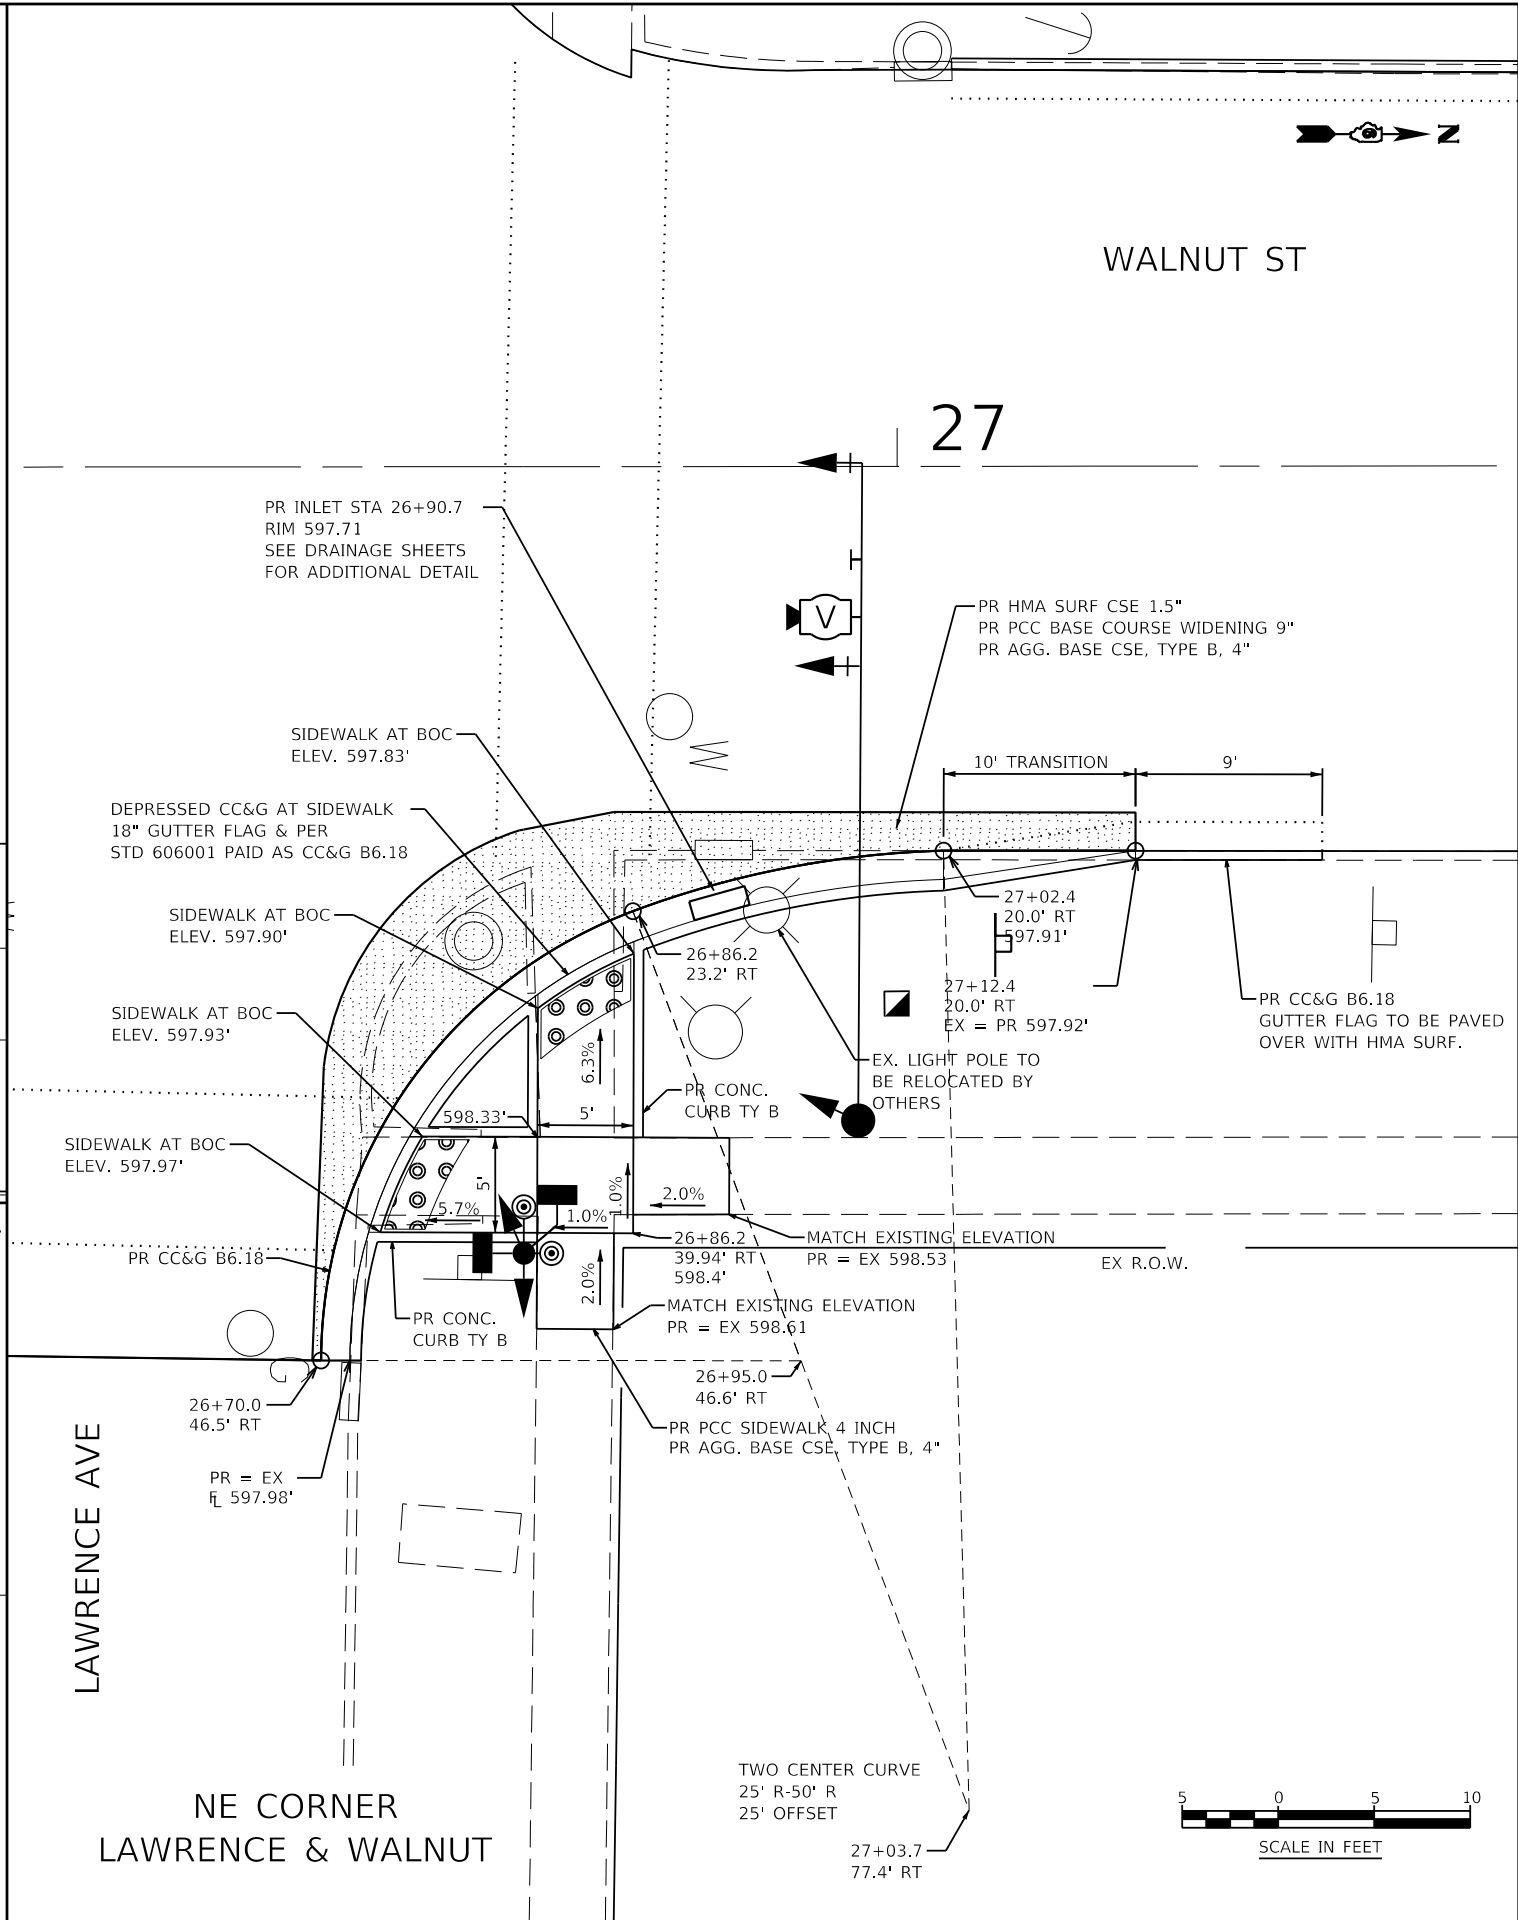 N
WALNUT ST
27
PR INLET STA 26+90.7
RIM 597.71
SEE DRAINAGE SHEETS
FOR ADDITIONAL DETAIL
PR HMA SURF CSE 1.5"
PR PCC BASE COURSE WIDENING 9"
PR AGG. BASE CSE, TYPE B, 4"
V
SIDEWALK AT BOC
ELEV. 597.83'
W
10' TRANSITION
9'
DEPRESSED CC&G AT SIDEWALK
18" GUTTER FLAG & PER
STD 606001 PAID AS CC&G B6.18
SIDEWALK AT BOC
ELEV. 597.90'
27+02.4
20.0' RT
597.91'
26+86.2
23.2' RT
27+12.4
20.0' RT
EX = PR 597.92'
PR CC&G B6.18
GUTTER FLAG TO BE PAVED
OVER WITH HMA SURF.
SIDEWALK AT BOC
ELEV. 597.93'
6.3%
EX. LIGHT POLE TO
BE RELOCATED BY
OTHERS
PR CONC.
CURB TY B
598.33'
5'
SIDEWALK AT BOC
ELEV. 597.97'
5'
5.7%
1.0%
1.0%
2.0%
PR CC&G B6.18
26+86.2
39.94' RT
598.4'
MATCH EXISTING ELEVATION
PR = EX 598.53
EX R.O.W.
2.0%
MATCH EXISTING ELEVATION
PR = EX 598.61
PR CONC.
CURB TY B
G
26+70.0
46.5' RT
26+95.0
46.6' RT
PR PCC SIDEWALK 4 INCH
PR AGG. BASE CSE, TYPE B, 4"
PR = EX
FL 597.98'
LAWRENCE AVE
TWO CENTER CURVE
25' R-50' R
25' OFFSET
27+03.7
77.4' RT
NE CORNER
LAWRENCE & WALNUT
5 0 5 10
SCALE IN FEET